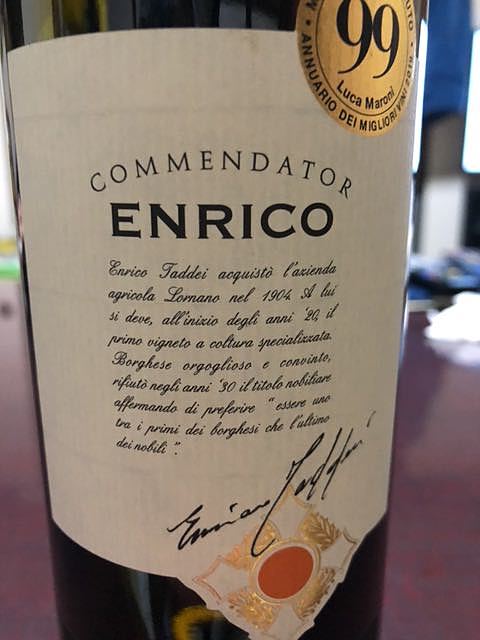 99
Luca Maroni
ANNUARIO DEI MIGLIORI VINI
COMMENDATOR
ENRICO
Enrico Taddei acquistò l'azienda
agricola Lornano nel 1904. A lui
si deve, all'inizio degli anni '20, il
primo vigneto a coltura specializzata.
Borghese orgoglioso e convinto,
rifiutò negli anni '30 il titolo nobiliare
affermando di preferire " essere uno
tra i primi dei borghesi che l'ultimo
dei nobili ".